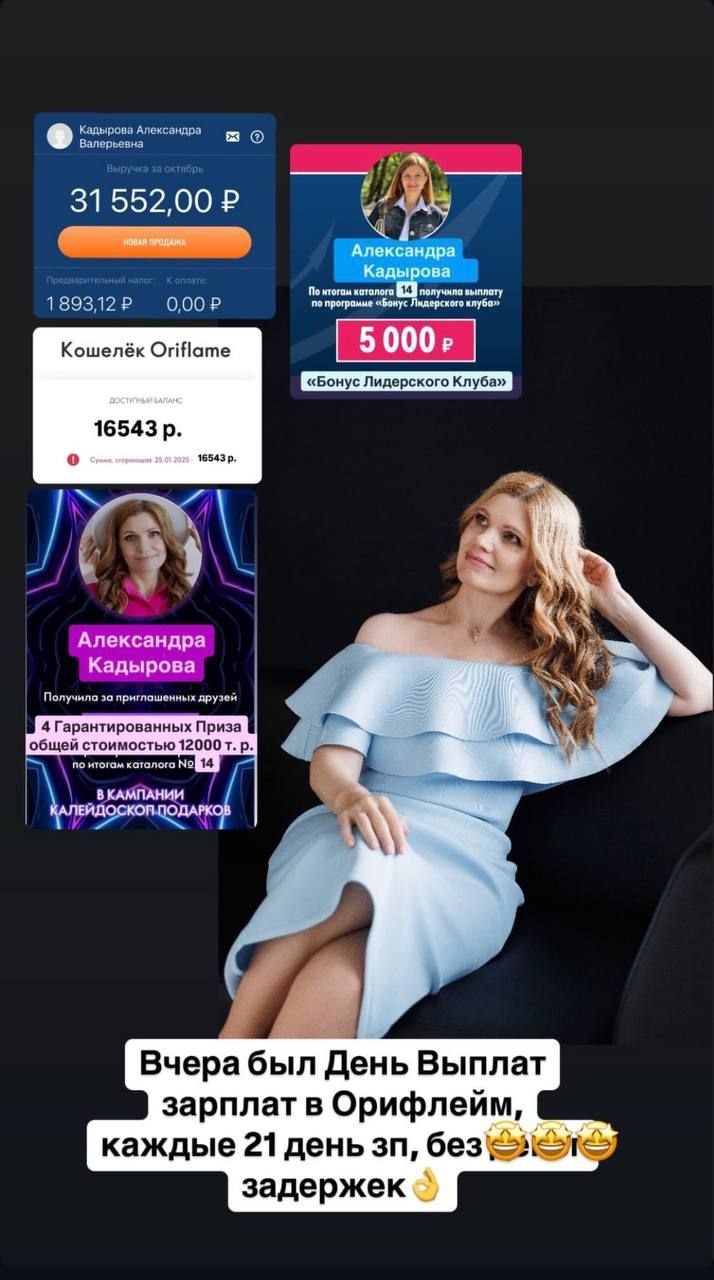 Кадырова Александра
Валерьевна
Выручка за октябрь
31 552,00 ₽
НОВАЯ ПРОДАЖА
Предварительный налог: К оплате:
1 893,12 ₽ 0,00 ₽
Александра
Кадырова
По итогам каталога 14 получила выплату
по программе «Бонус Лидерского клуба»
5 000 ₽
«Бонус Лидерского Клуба»
Кошелёк Oriflame
ДОСТУПНЫЙ БАЛАНС
16543 р.
Сумма, сгорающая 25.01.2025 - 16543 р.
Александра
Кадырова
Получила за приглашенных друзей
4 Гарантированных Приза
общей стоимостью 12000 т. р.
по итогам каталога № 14
В КАМПАНИИ
КАЛЕЙДОСКОП ПОДАРКОВ
Вчера был День Выплат
зарплат в Орифлейм,
каждые 21 день зп, без
задержек